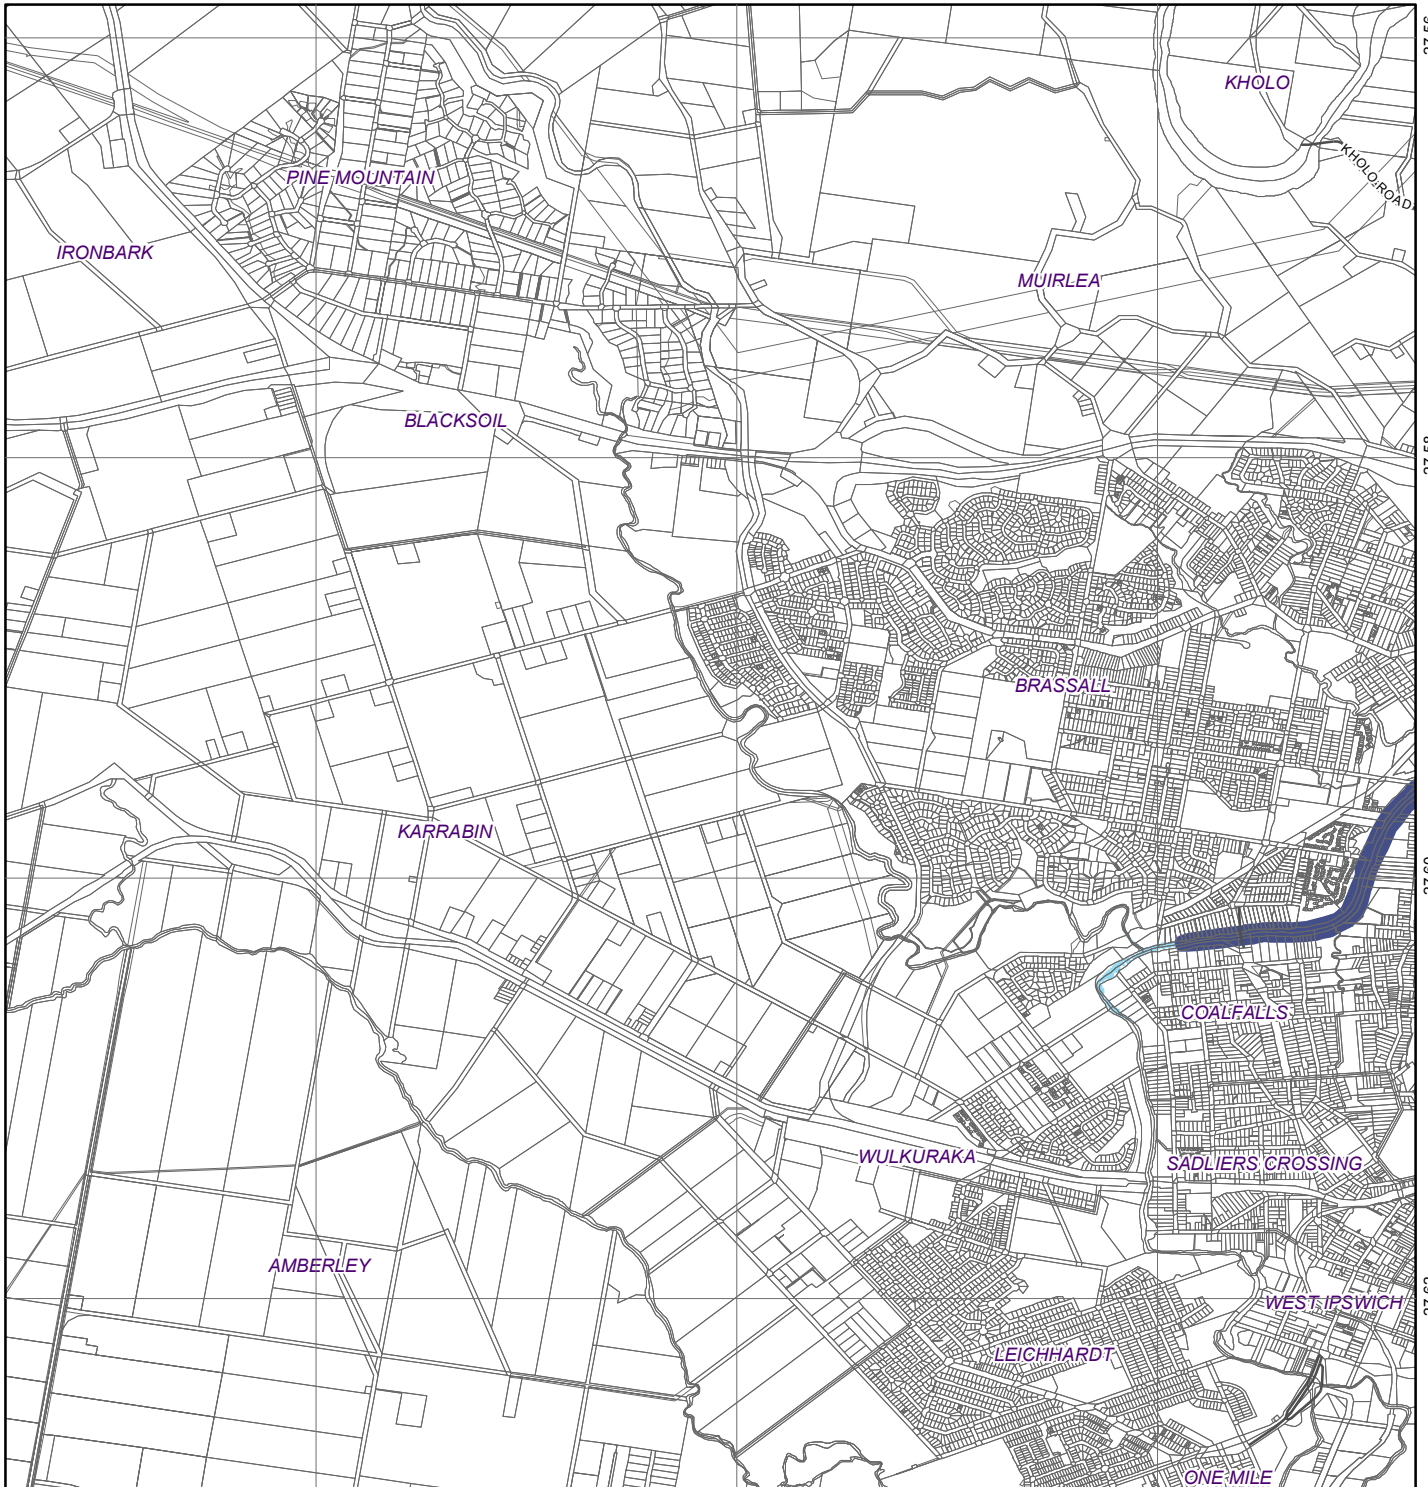 KHOLO
KHOLO ROAD
PINE MOUNTAIN
IRONBARK
MUIRLEA
BLACKSOIL
BRASSALL
KARRABIN
COALFALLS
WULKURAKA
SADLIERS CROSSING
AMBERLEY
WEST IPSWICH
LEICHHARDT
ONE MILE